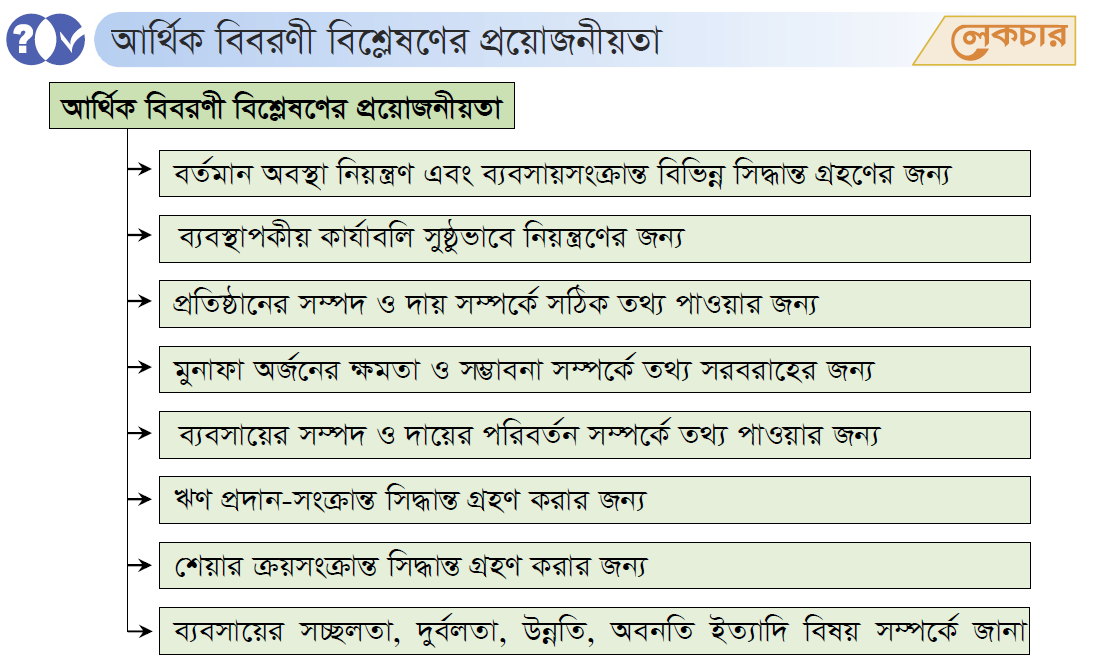 আর্থিক বিবরণী বিশ্লেষণের প্রয়োজনীয়তা
লেকচার
আর্থিক বিবরণী বিশ্লেষণের প্রয়োজনীয়তা
বর্তমান অবস্থা নিয়ন্ত্রণ এবং ব্যবসায়সংক্রান্ত বিভিন্ন সিদ্ধান্ত গ্রহণের জন্য
ব্যবস্থাপকীয় কার্যাবলি সুষ্ঠুভাবে নিয়ন্ত্রণের জন্য
প্রতিষ্ঠানের সম্পদ ও দায় সম্পর্কে সঠিক তথ্য পাওয়ার জন্য
মুনাফা অর্জনের ক্ষমতা ও সম্ভাবনা সম্পর্কে তথ্য সরবরাহের জন্য
ব্যবসায়ের সম্পদ ও দায়ের পরিবর্তন সম্পর্কে তথ্য পাওয়ার জন্য
ঋণ প্রদান-সংক্রান্ত সিদ্ধান্ত গ্রহণ করার জন্য
শেয়ার ক্রয়সংক্রান্ত সিদ্ধান্ত গ্রহণ করার জন্য
ব্যবসায়ের সচ্ছলতা, দুর্বলতা, উন্নতি, অবনতি ইত্যাদি বিষয় সম্পর্কে জানা